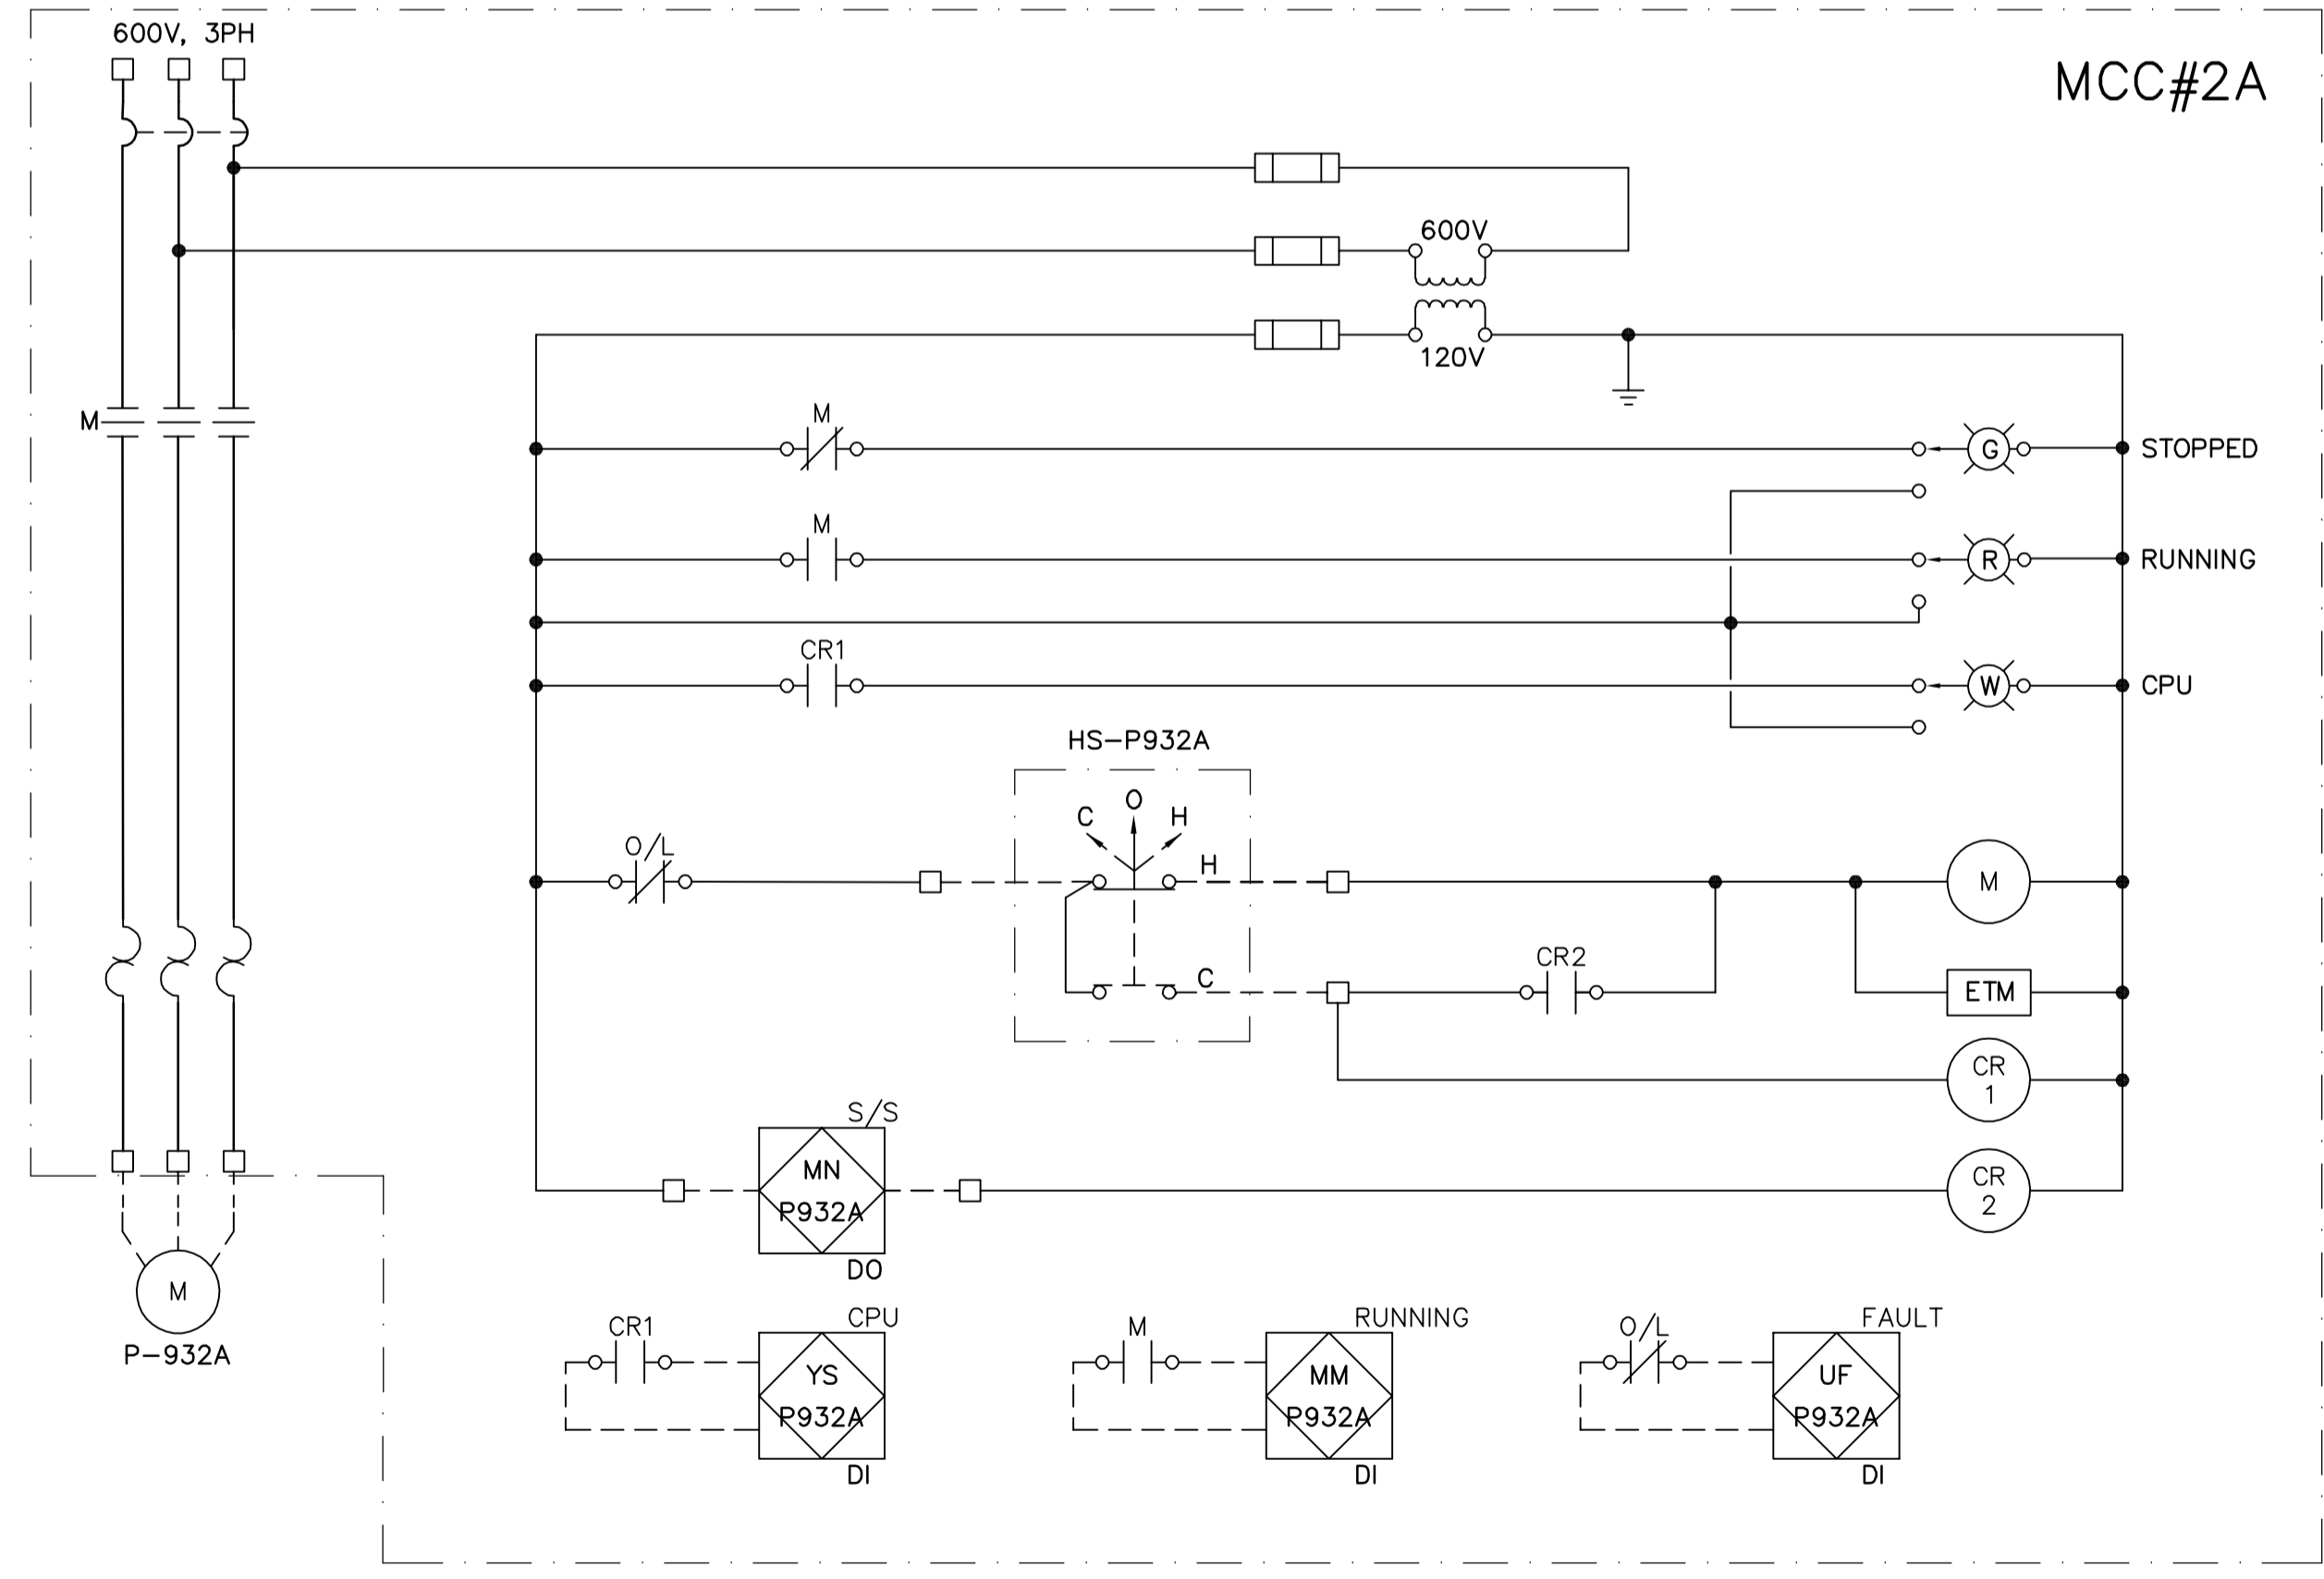 600V, 3PH
MCC#2A
600V
120V
M
M
G
STOPPED
M
R
RUNNING
CR1
W
CPU
HS-P932A
C
O
H
O/L
H
M
C
CR2
ETM
CR
1
S/S
MN
P932A
DO
CR
2
M
P-932A
CR1
CPU
YS
P932A
DI
M
RUNNING
MM
P932A
DI
O/L
FAULT
UF
P932A
DI